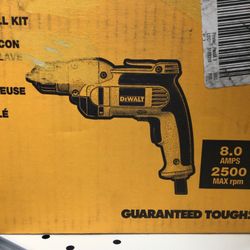 LL KIT
CON
LAVE
DEWALT
EUSE
LÉ
8.0
AMPS
2500
MAX rpm
GUARANTEED TOUGH